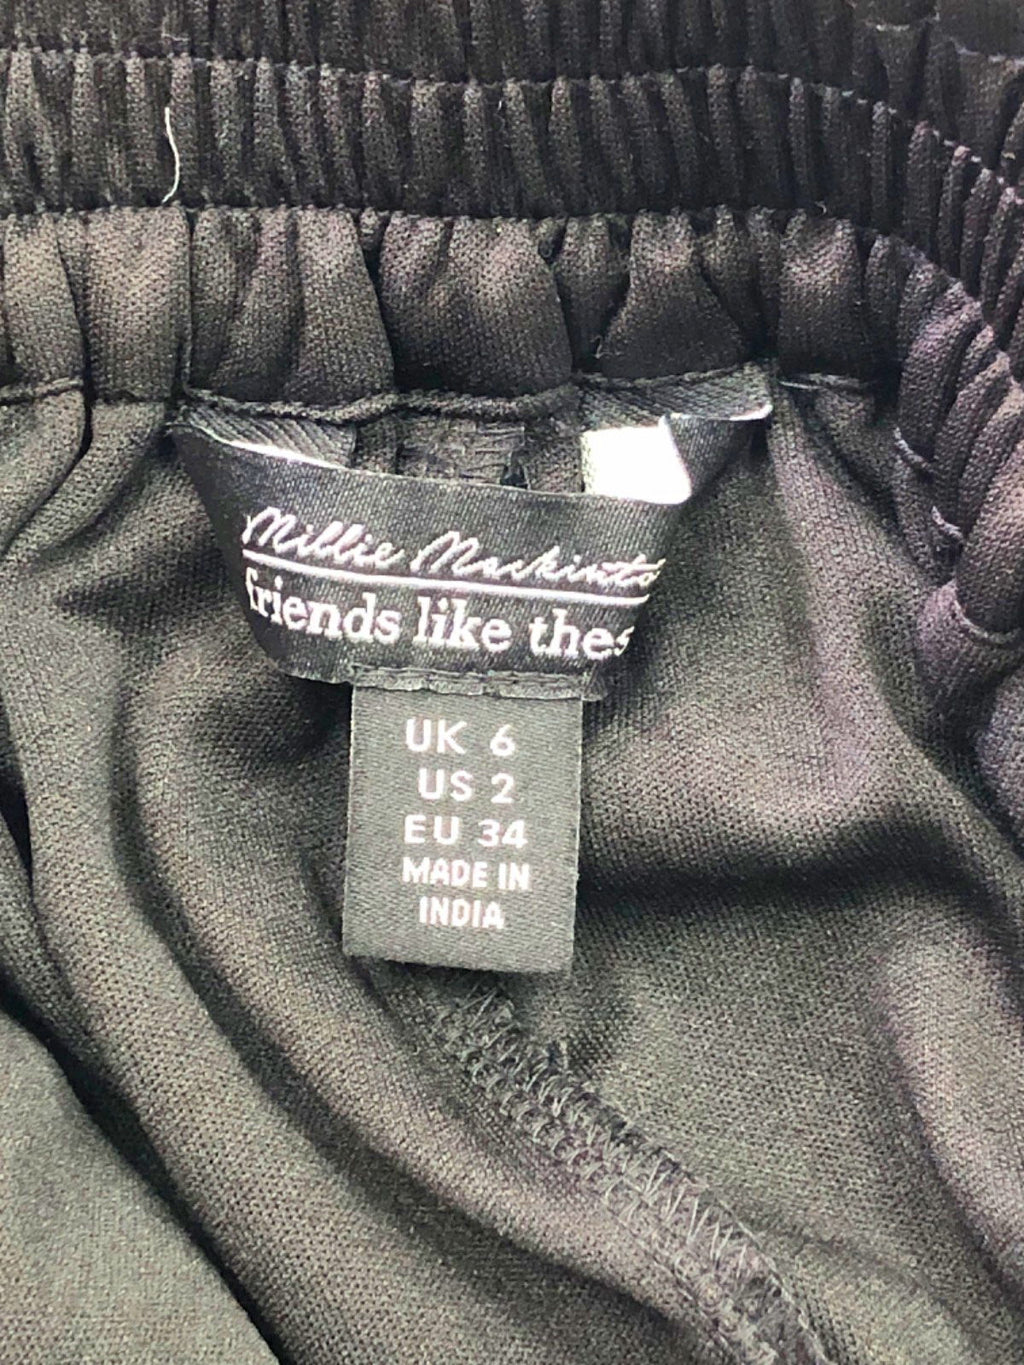 Millie Mackinto
friends like thes
UK 6
US 2
EU 34
MADE IN
INDIA